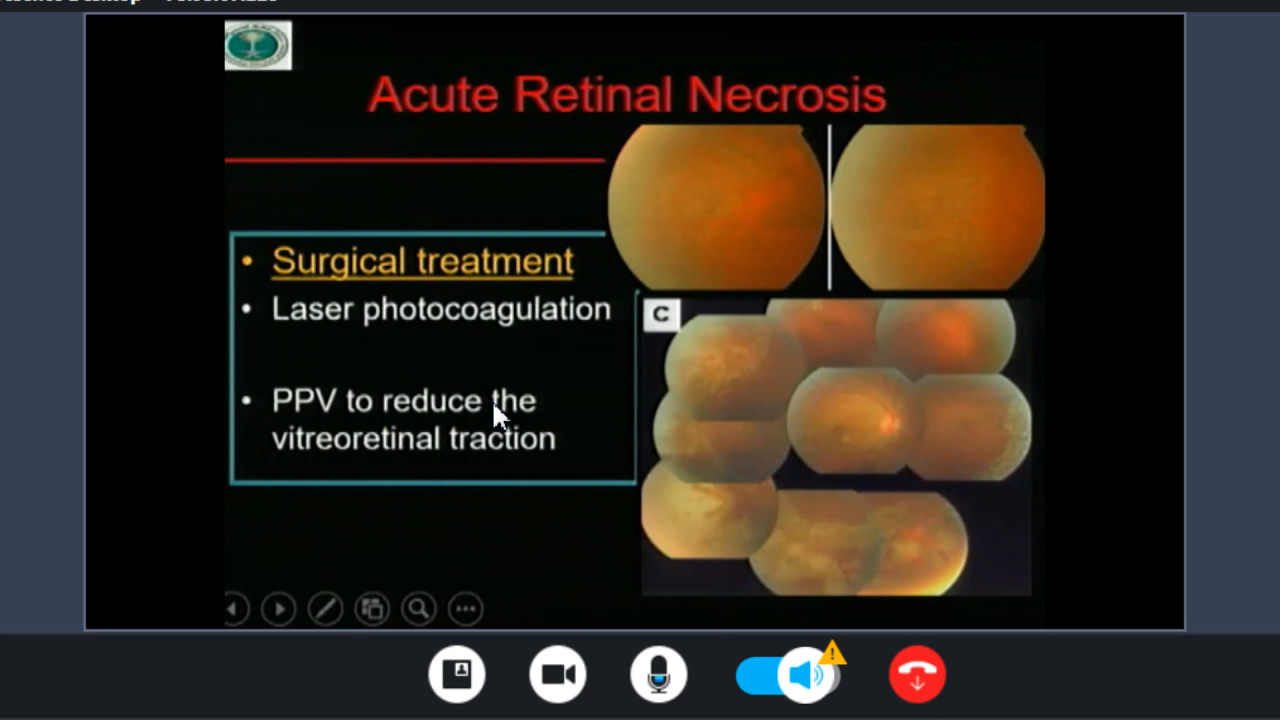 Acute Retinal Necrosis
• Surgical treatment
• Laser photocoagulation
• PPV to reduce the
vitreoretinal traction
C